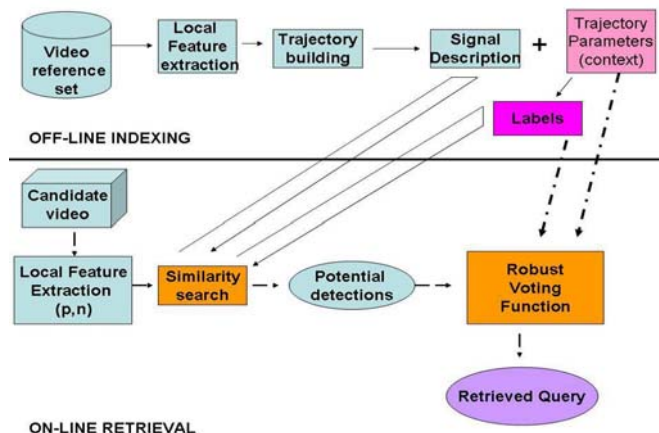 Video
reference
set
Local
Feature
extraction
Trajectory
building
Signal
Description
+
Trajectory
Parameters
(context)
Labels
OFF-LINE INDEXING
Candidate
video
Local Feature
Extraction
(p,n)
Similarity
search
Potential
detections
Robust
Voting
Function
Retrieved Query
ON-LINE RETRIEVAL